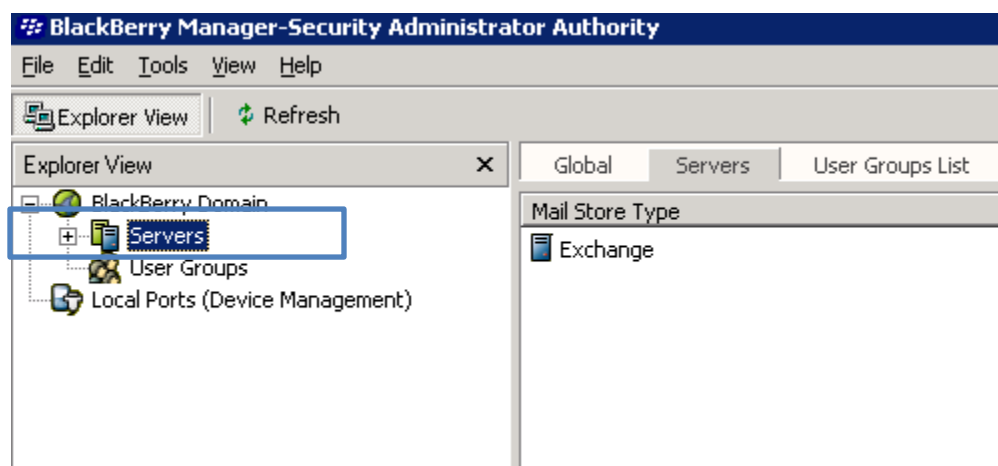 BlackBerry Manager-Security Administrator Authority
File Edit Tools View Help
Explorer View Refresh
Explorer View
Global Servers User Groups List
BlackBerry Domain
Mail Store Type
Servers
Exchange
User Groups
Local Ports (Device Management)